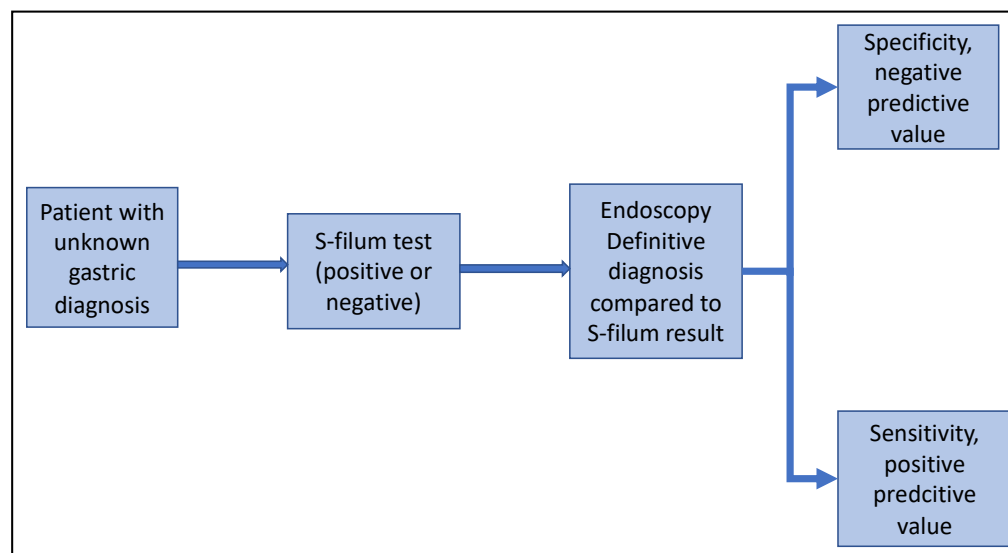 Patient with
unknown
gastric
diagnosis
S-filum test
(positive or
negative)
Endoscopy
Definitive
diagnosis
compared to
S-filum result
Specificity,
negative
predictive
value
Sensitivity,
positive
predcitive
value